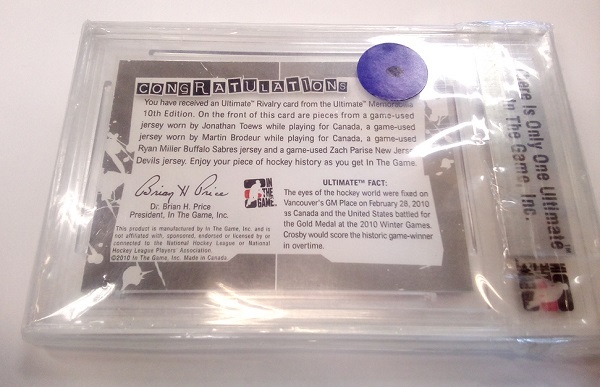 CONGRATULATIONS
You have received an Ultimate™ Rivalry card from the Ultimate™ Memorabilia
10th Edition. On the front of this card are pieces from a game-used
jersey worn by Jonathan Toews while playing for Canada, a game-used
jersey worn by Martin Brodeur while playing for Canada, a game-used
Ryan Miller Buffalo Sabres jersey and a game-used Zach Parise New Jersey
Devils jersey. Enjoy your piece of hockey history as you get In The Game.
Brian H Price
Dr. Brian H. Price
President, In The Game, Inc.
This product is manufactured by In The Game, Inc. and is
not affiliated with, sponsored, endorsed or licensed by or
connected to the National Hockey League or National
Hockey League Players Association.
©2010 In The Game, Inc. Made in Canada.
IN
THE
GAME
ULTIMATE™ FACT:
The eyes of the hockey world were fixed on
Vancouver's GM Place on February 28, 2010
as Canada and the United States battled for
the Gold Medal at the 2010 Winter Games.
Crosby would score the historic game-winner
in overtime.
There is Only One Ultimate™
In The Game, Inc.